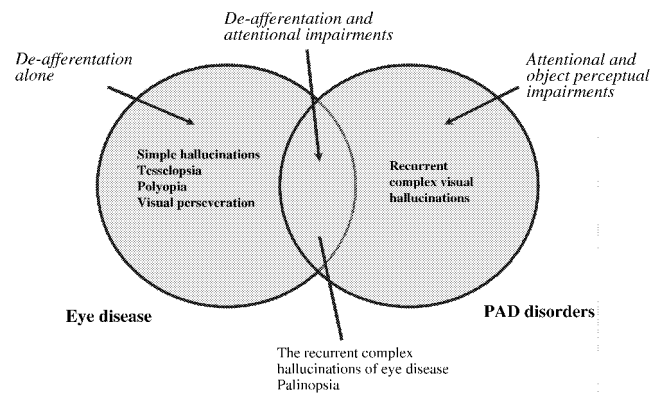 De-afferentation and
attentional impairments
De-afferentation
alone
Attentional and
object perceptual
impairments
Simple hallucinations
Tesselopsia
Polyopia
Visual perseveration
Recurrent
complex visual
hallucinations
Eye disease
PAD disorders
The recurrent complex
hallucinations of eye disease
Palinopsia